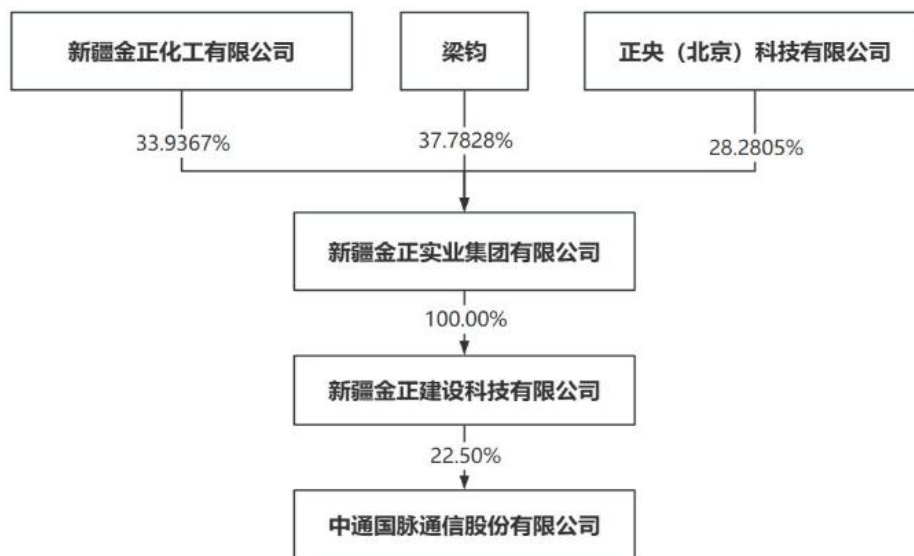 新疆金正化工有限公司
梁钧
正央（北京）科技有限公司
33.9367%
37.7828%
28.2805%
新疆金正实业集团有限公司
100.00%
新疆金正建设科技有限公司
22.50%
中通国脉通信股份有限公司